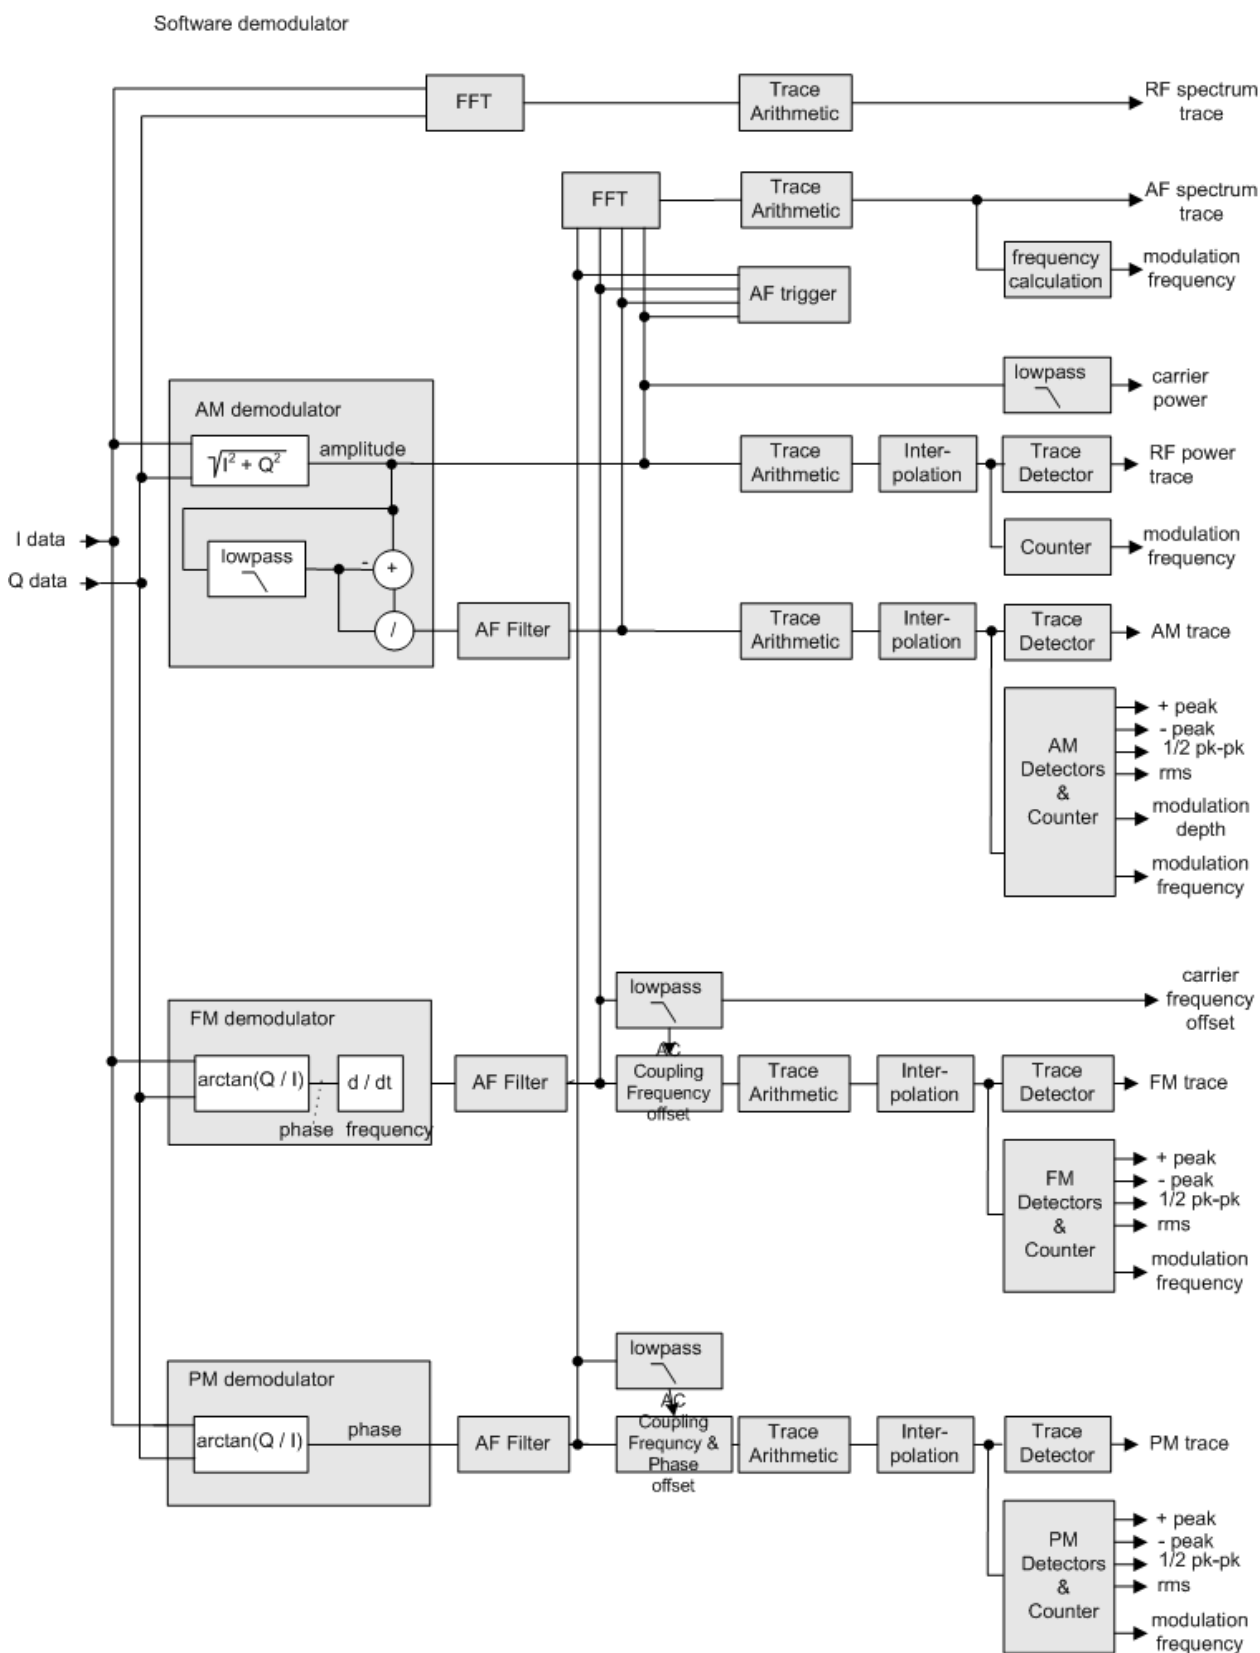 Software demodulator
FFT
Trace
Arithmetic
RF spectrum
trace
FFT
Trace
Arithmetic
AF spectrum
trace
frequency
calculation
modulation
frequency
AF trigger
lowpass
carrier
power
AM demodulator
√I² + Q²
amplitude
Trace
Arithmetic
Inter-
polation
Trace
Detector
RF power
trace
I data
Q data
lowpass
-
+
Counter
modulation
frequency
/
AF Filter
Trace
Arithmetic
Inter-
polation
Trace
Detector
AM trace
AM
Detectors
&
Counter
+ peak
- peak
1/2 pk-pk
rms
modulation
depth
modulation
frequency
lowpass
carrier
frequency
offset
FM demodulator
arctan(Q / I)
d / dt
phase
frequency
AF Filter
AC
Coupling
Frequency
offset
Trace
Arithmetic
Inter-
polation
Trace
Detector
FM trace
FM
Detectors
&
Counter
+ peak
- peak
1/2 pk-pk
rms
modulation
frequency
lowpass
PM demodulator
arctan(Q / I)
phase
AF Filter
AC
Coupling
Frequncy &
Phase
offset
Trace
Arithmetic
Inter-
polation
Trace
Detector
PM trace
PM
Detectors
&
Counter
+ peak
- peak
1/2 pk-pk
rms
modulation
frequency